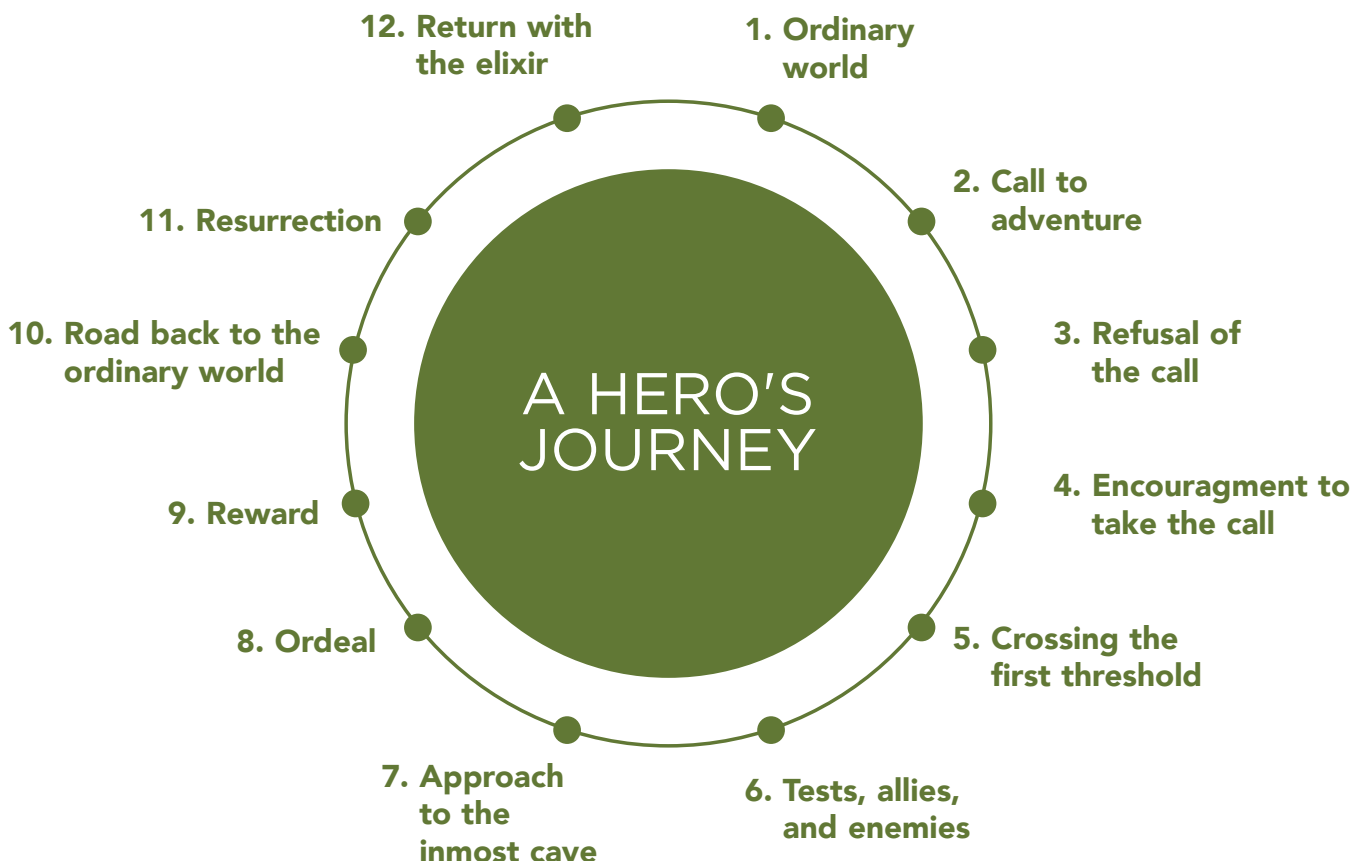 12. Return with
the elixir
1. Ordinary
world
2. Call to
adventure
11. Resurrection
10. Road back to the
ordinary world
3. Refusal of
the call
A HERO'S
JOURNEY
4. Encouragment to
take the call
9. Reward
8. Ordeal
5. Crossing the
first threshold
7. Approach
to the
inmost cave
6. Tests, allies,
and enemies